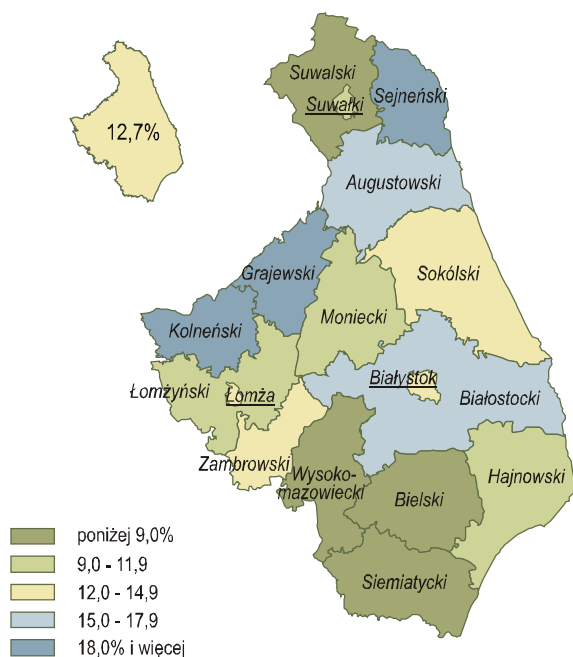 Suwalski
Suwałki
Sejneński
12,7%
Augustowski
Grajewski
Sokólski
Moniecki
Kolneński
Łomżyński
Łomża
Białystok
Białostocki
Zambrowski
Wysoko-
mazowiecki
Hajnowski
Bielski
Siemiatycki
poniżej 9,0%
9,0 - 11,9
12,0 - 14,9
15,0 - 17,9
18,0% i więcej